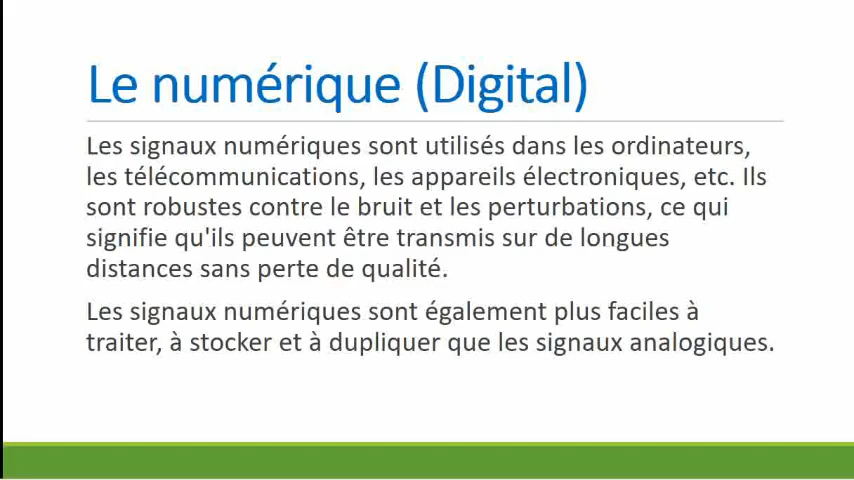 Le numérique (Digital)
Les signaux numériques sont utilisés dans les ordinateurs,
les télécommunications, les appareils électroniques, etc. Ils
sont robustes contre le bruit et les perturbations, ce qui
signifie qu'ils peuvent être transmis sur de longues
distances sans perte de qualité.
Les signaux numériques sont également plus faciles à
traiter, à stocker et à dupliquer que les signaux analogiques.